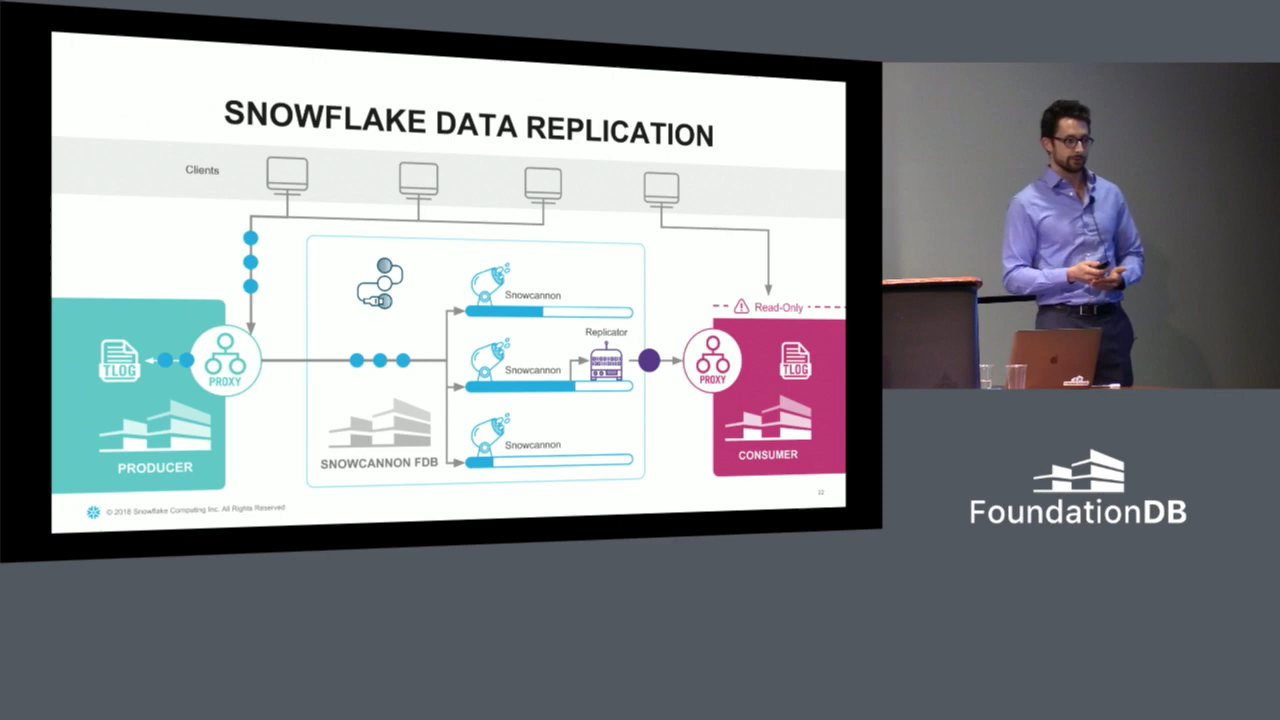 SNOWFLAKE DATA REPLICATION
Clients
Snowcannon
Read-Only
Replicator
TLOG
PROXY
Snowcannon
PROXY
TLOG
Snowcannon
PRODUCER
SNOWCANNON FDB
CONSUMER
© 2018 Snowflake Computing Inc. All Rights Reserved
22
FoundationDB